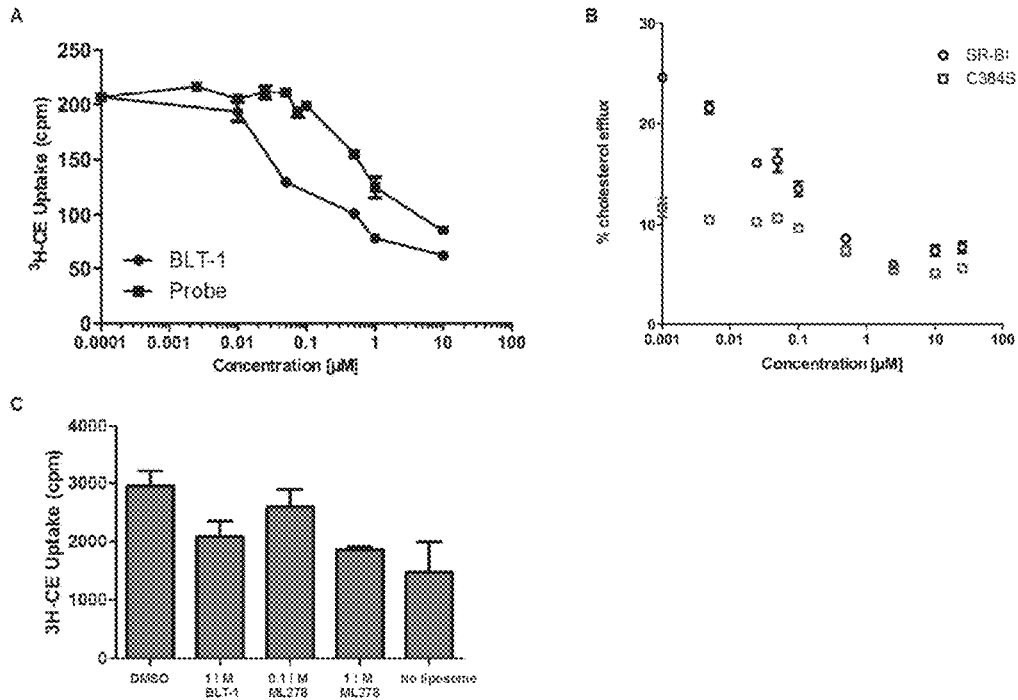 A
250
200
150
100
50
0
³H-CE Uptake (cpm)
BLT-1
Probe
0.0001 0.001 0.01 0.1 1 10 100
Concentration [µM]
B
30
20
10
0
% cholesterol efflux
SR-BI
C384S
0.001 0.01 0.1 1 10 100
Concentration [µM]
C
4000
3000
2000
1000
0
3H-CE Uptake (cpm)
DMSO
BLT-1
ML278
ML278
No liposome